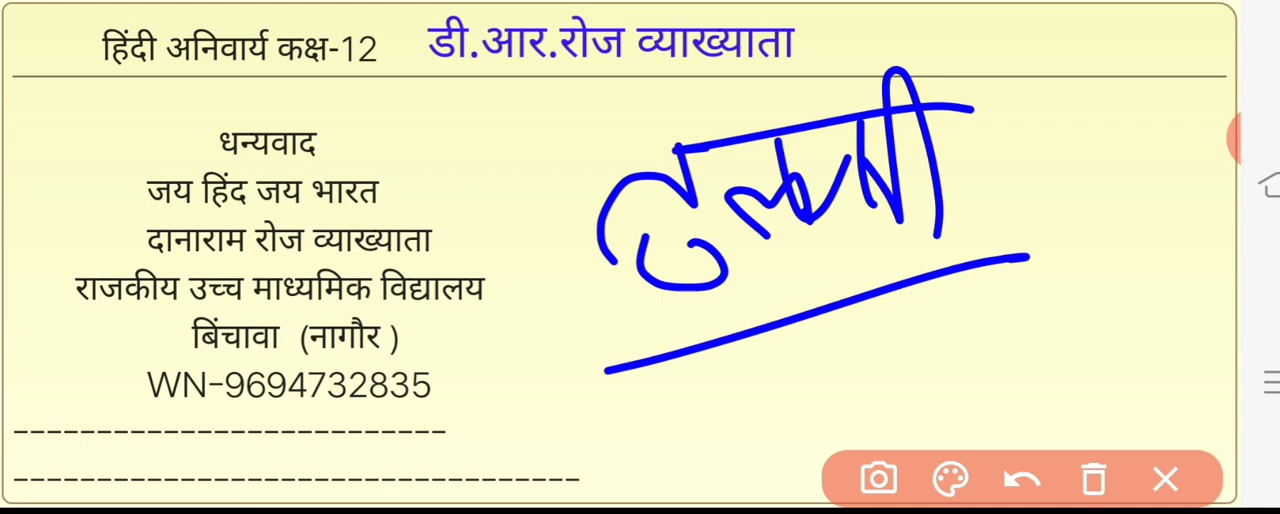 हिंदी अनिवार्य कक्ष-12 डी.आर.रोज व्याख्याता
धन्यवाद
जय हिंद जय भारत
दानाराम रोज व्याख्याता
राजकीय उच्च माध्यमिक विद्यालय
बिंचावा (नागौर )
WN-9694732835